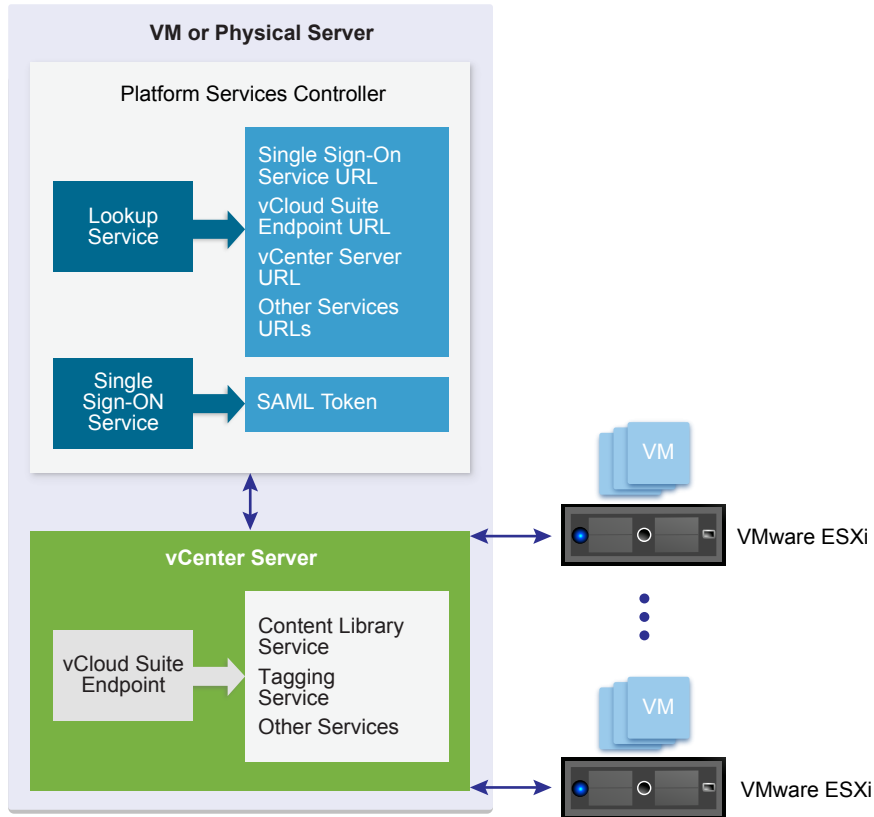 VM or Physical Server
Platform Services Controller
Lookup
Service
Single Sign-On
Service URL
vCloud Suite
Endpoint URL
vCenter Server
URL
Other Services
URLs
Single
Sign-ON
Service
SAML Token
VM
VMware ESXi
vCenter Server
vCloud Suite
Endpoint
Content Library
Service
Tagging
Service
Other Services
VM
VMware ESXi